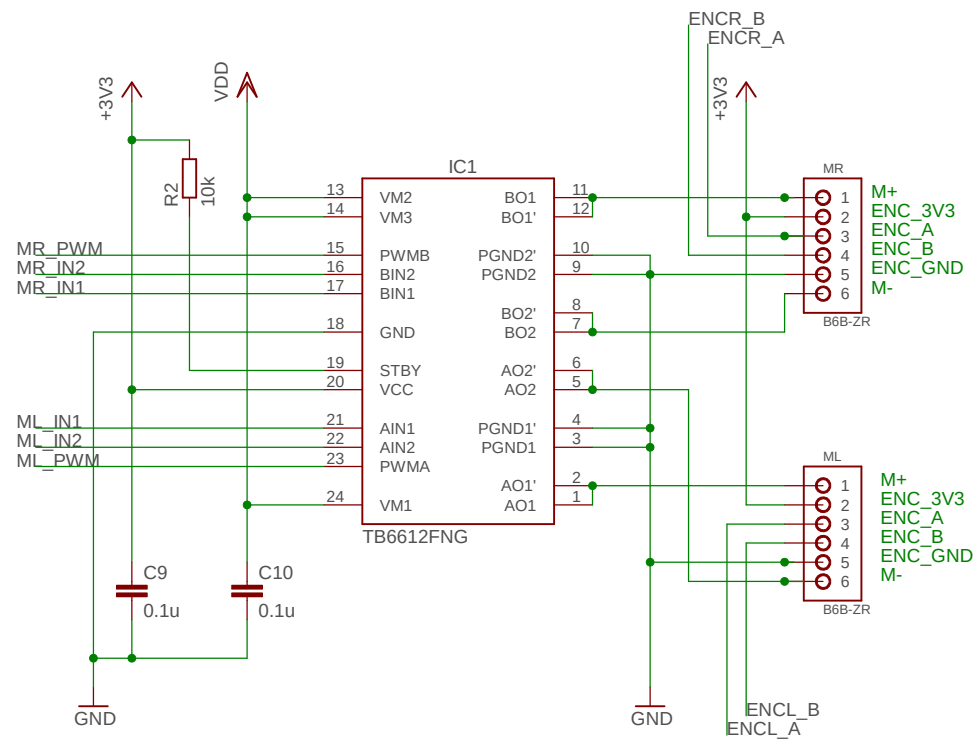 ENCR_B
ENCR_A
+3V3
VDD
+3V3
R2
10k
IC1
13 VM2 BO1 11
14 VM3 BO1' 12
15 PWMB PGND2' 10
16 BIN2 PGND2 9
17 BIN1
BO2' 8
18 GND BO2 7
19 STBY AO2' 6
20 VCC AO2 5
21 AIN1 PGND1' 4
22 AIN2 PGND1 3
23 PWMA
AO1' 2
24 VM1 AO1 1
TB6612FNG
MR_PWM
MR_IN2
MR_IN1
ML_IN1
ML_IN2
ML_PWM
MR
1 M+
2 ENC_3V3
3 ENC_A
4 ENC_B
5 ENC_GND
6 M-
B6B-ZR
ML
1 M+
2 ENC_3V3
3 ENC_A
4 ENC_B
5 ENC_GND
6 M-
B6B-ZR
C9
0.1u
C10
0.1u
GND
GND
ENCL_B
ENCL_A